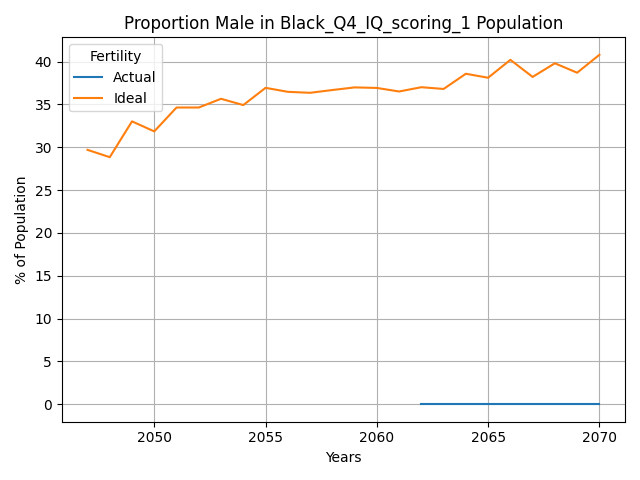 Proportion Male in Black_Q4_IQ_scoring_1 Population
Fertility
Actual
Ideal
% of Population
40
35
30
25
20
15
10
5
0
2050 2055 2060 2065 2070
Years